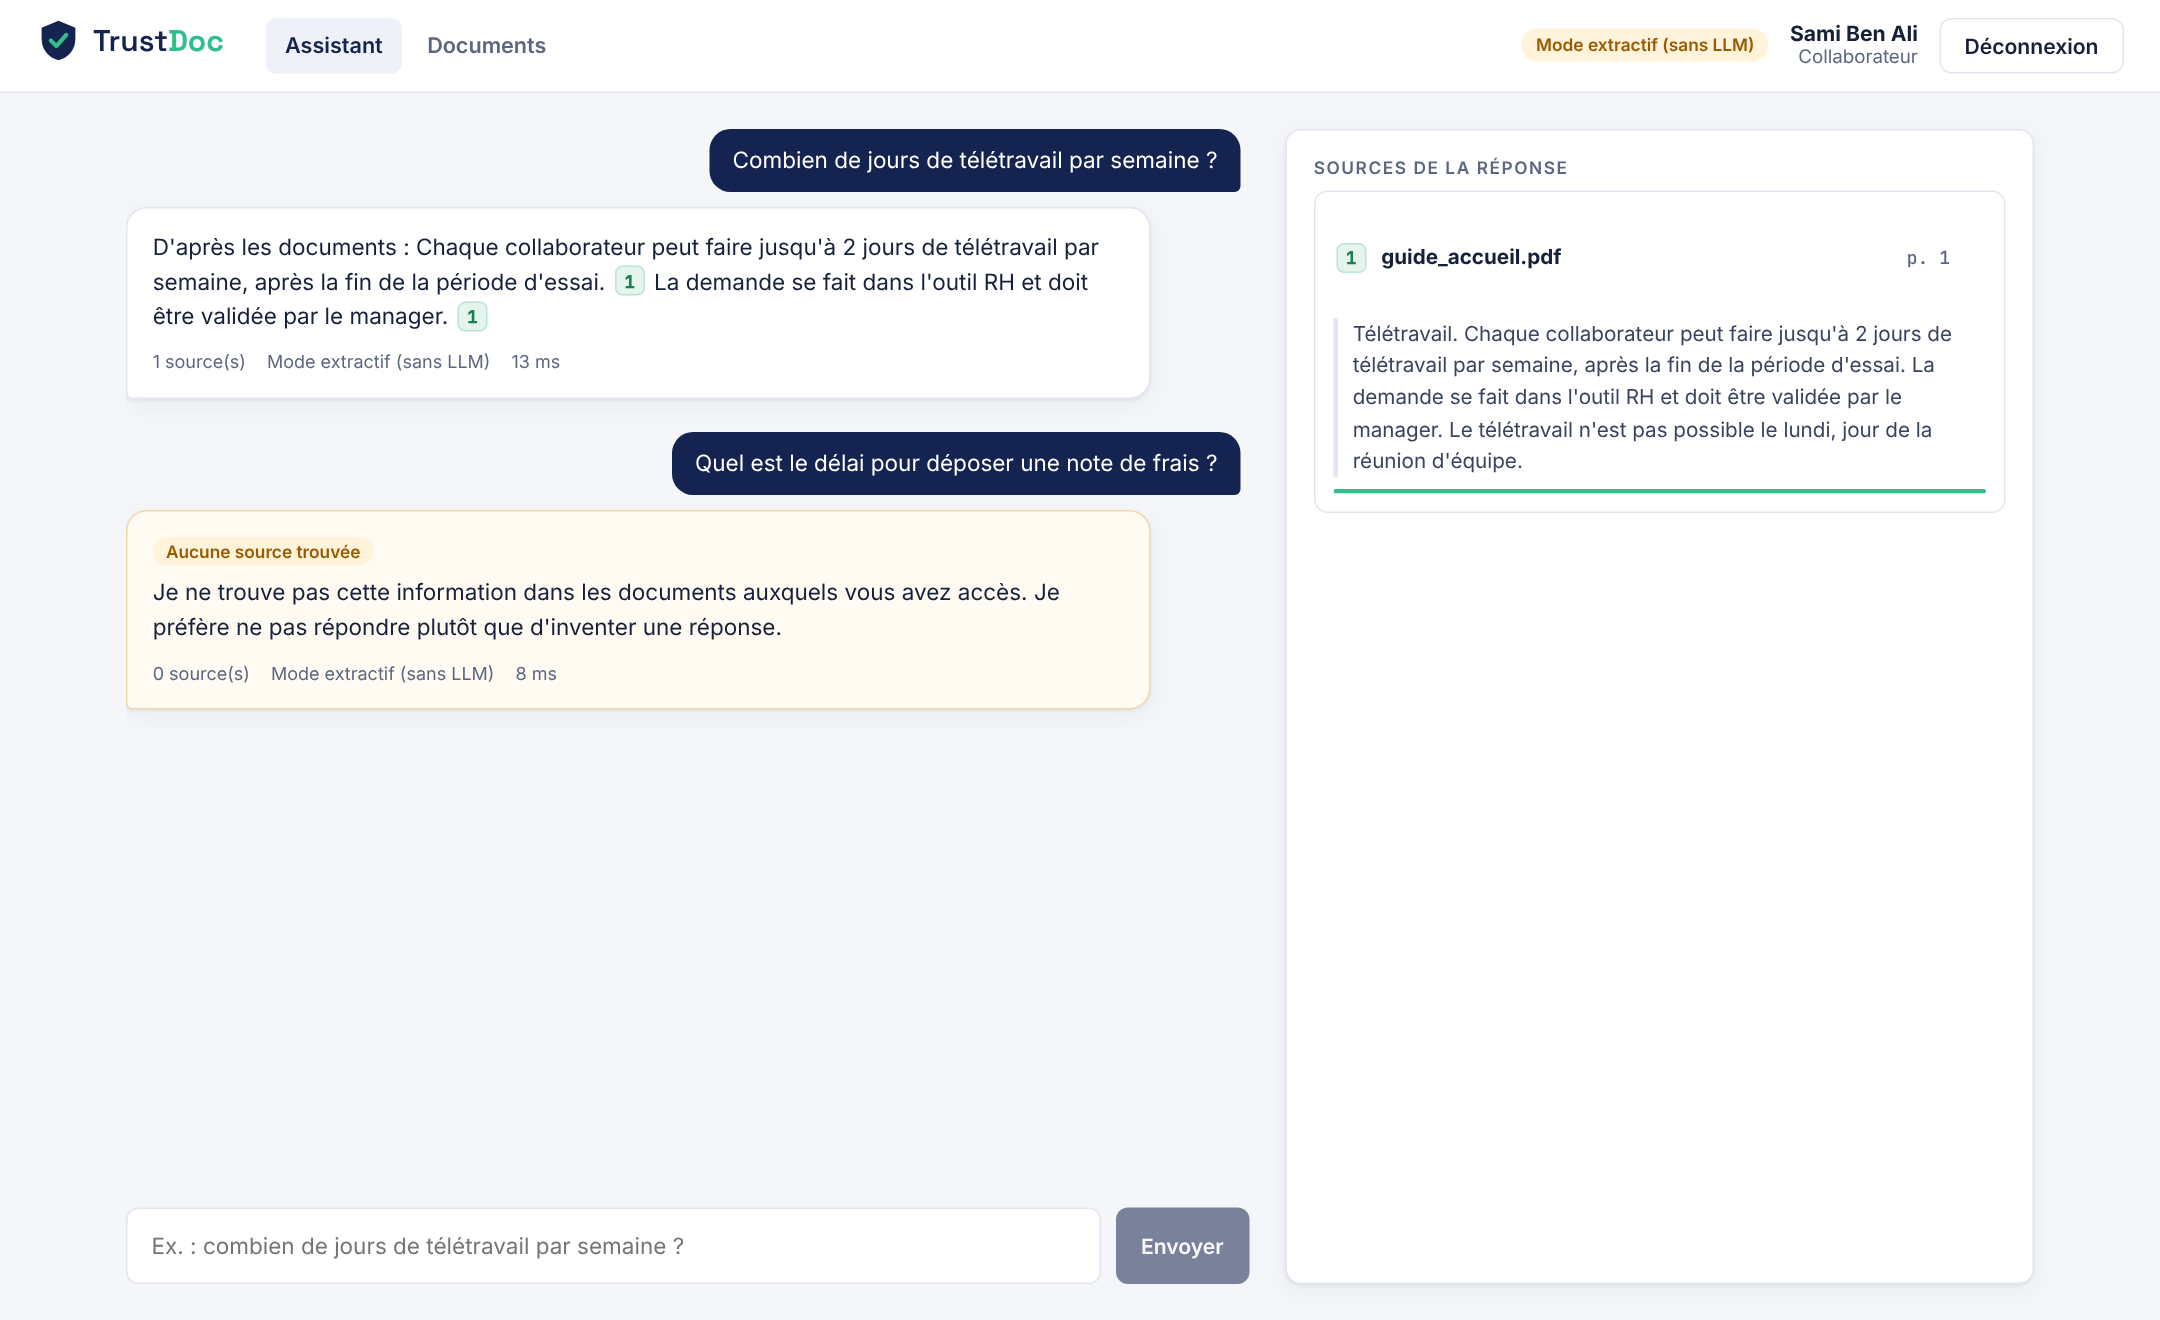 TrustDoc
Assistant
Documents
Mode extractif (sans LLM)
Sami Ben Ali
Collaborateur
Déconnexion
Combien de jours de télétravail par semaine ?
D'après les documents : Chaque collaborateur peut faire jusqu'à 2 jours de télétravail par
semaine, après la fin de la période d'essai. 1 La demande se fait dans l'outil RH et doit
être validée par le manager. 1
1 source(s) Mode extractif (sans LLM) 13 ms
Quel est le délai pour déposer une note de frais ?
Aucune source trouvée
Je ne trouve pas cette information dans les documents auxquels vous avez accès. Je
préfère ne pas répondre plutôt que d'inventer une réponse.
0 source(s) Mode extractif (sans LLM) 8 ms
Ex. : combien de jours de télétravail par semaine ?
Envoyer
SOURCES DE LA RÉPONSE
1 guide_accueil.pdf p. 1
Télétravail. Chaque collaborateur peut faire jusqu'à 2 jours de
télétravail par semaine, après la fin de la période d'essai. La
demande se fait dans l'outil RH et doit être validée par le
manager. Le télétravail n'est pas possible le lundi, jour de la
réunion d'équipe.